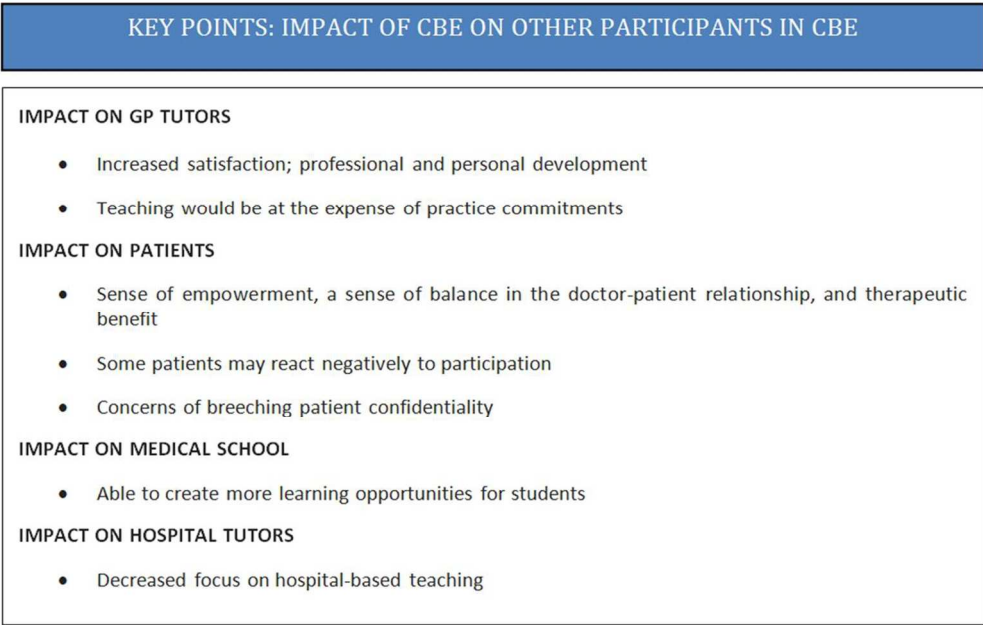 KEY POINTS: IMPACT OF CBE ON OTHER PARTICIPANTS IN CBE
IMPACT ON GP TUTORS
• Increased satisfaction; professional and personal development
• Teaching would be at the expense of practice commitments
IMPACT ON PATIENTS
• Sense of empowerment, a sense of balance in the doctor-patient relationship, and therapeutic
benefit
• Some patients may react negatively to participation
• Concerns of breeching patient confidentiality
IMPACT ON MEDICAL SCHOOL
• Able to create more learning opportunities for students
IMPACT ON HOSPITAL TUTORS
• Decreased focus on hospital-based teaching